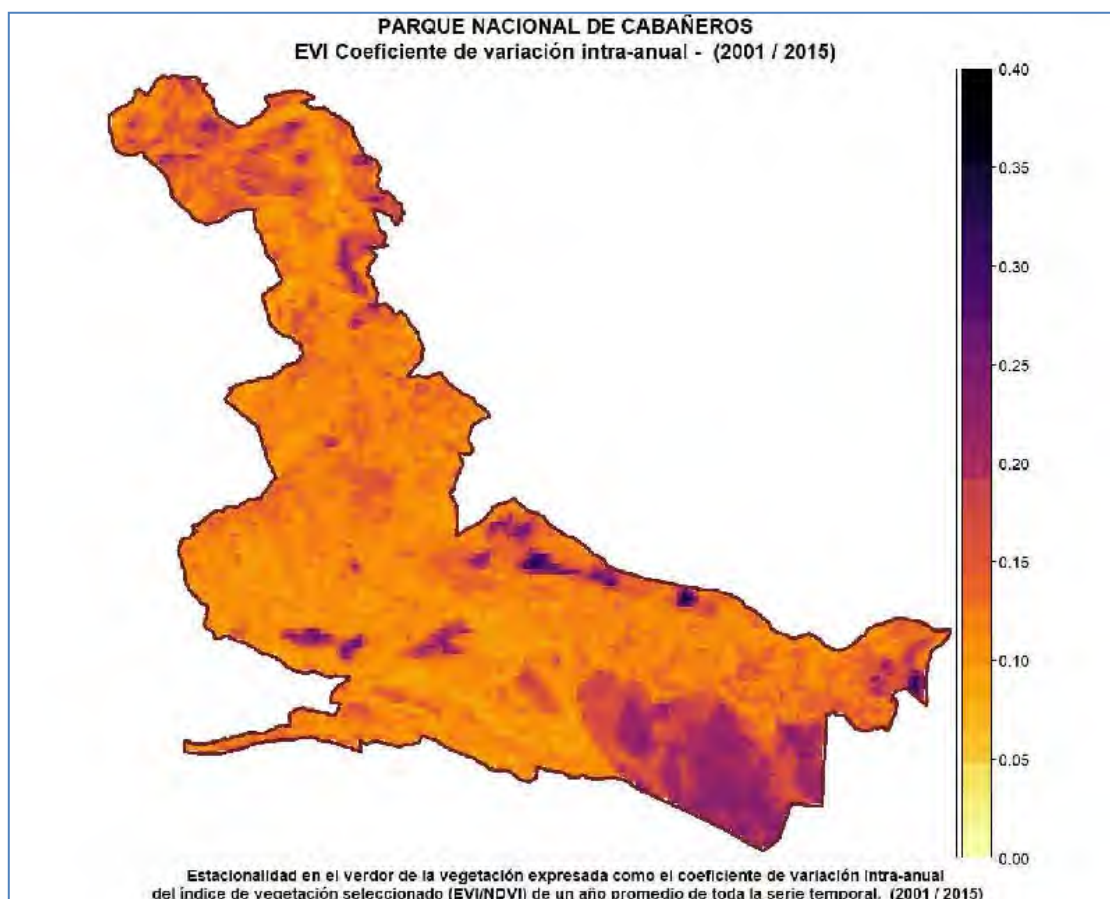 PARQUE NACIONAL DE CABAÑEROS
EVI Coeficiente de variación intra-anual - (2001 / 2015)
0.40
0.35
0.30
0.25
0.20
0.15
0.10
0.05
0.00
Estacionalidad en el verdor de la vegetación expresada como el coeficiente de variación intra-anual
del índice de vegetación seleccionado (EVI/NDVI) de un año promedio de toda la serie temporal. (2001 / 2015)